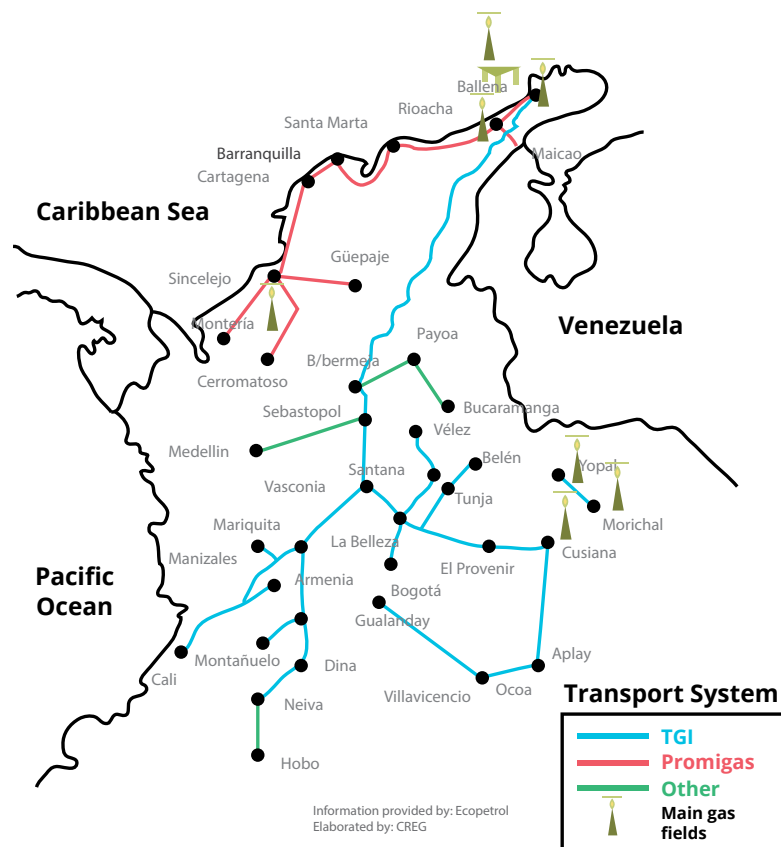 Ballena
Rioacha
Santa Marta
Maicao
Barranquilla
Cartagena
Caribbean Sea
Güepaje
Sincelejo
Venezuela
Montería
Payoa
B/bermeja
Cerromatoso
Bucaramanga
Sebastopol
Vélez
Medellin
Belén
Yopal
Santana
Vasconia
Tunja
Morichal
Mariquita
La Belleza
Cusiana
Manizales
El Provenir
Pacific
Ocean
Armenia
Bogotá
Gualanday
Aplay
Montañuelo
Dina
Cali
Villavicencio
Ocoa
Neiva
Hobo
Transport System
TGI
Promigas
Other
Main gas
fields
Information provided by: Ecopetrol
Elaborated by: CREG